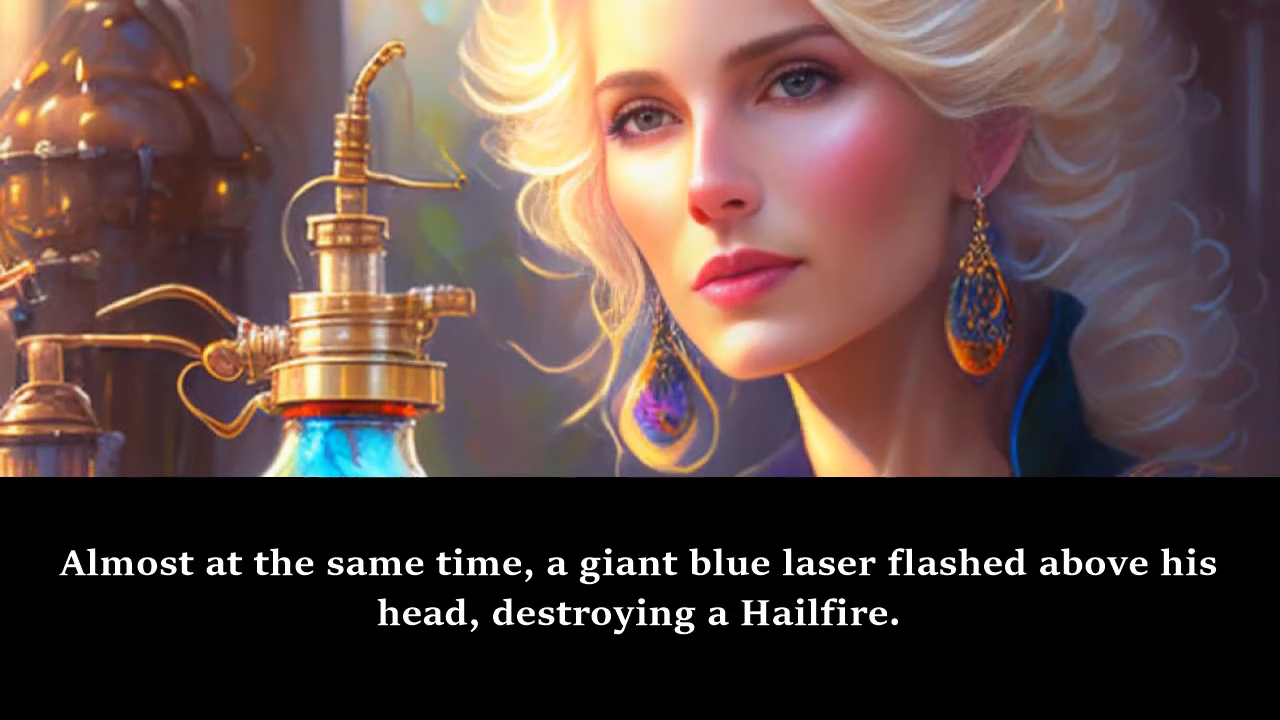 Almost at the same time, a giant blue laser flashed above his
head, destroying a Hailfire.